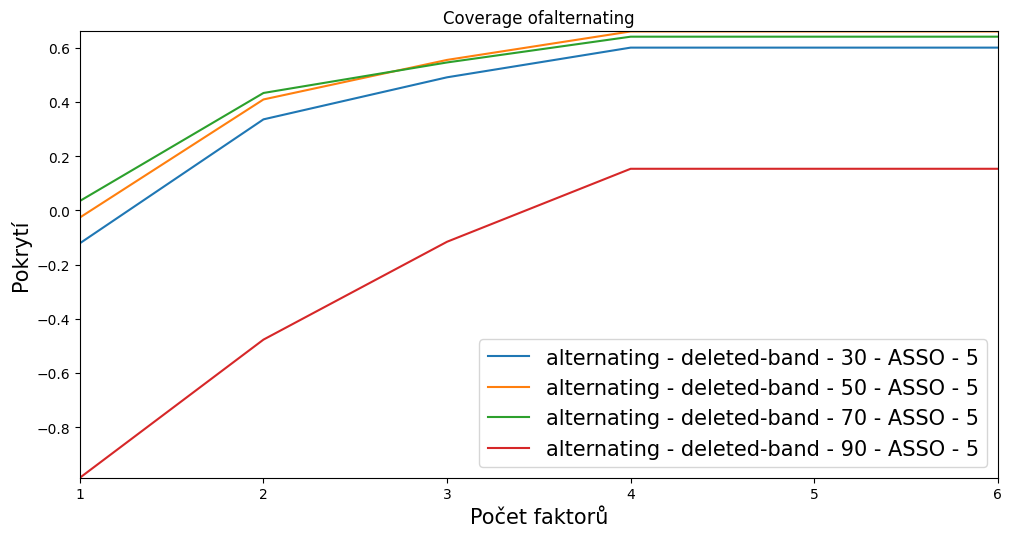 Coverage ofalternating
0.6
0.4
0.2
0.0
−0.2
−0.4
−0.6
−0.8
Pokrytí
alternating - deleted-band - 30 - ASSO - 5
alternating - deleted-band - 50 - ASSO - 5
alternating - deleted-band - 70 - ASSO - 5
alternating - deleted-band - 90 - ASSO - 5
1 2 3 4 5 6
Počet faktorů